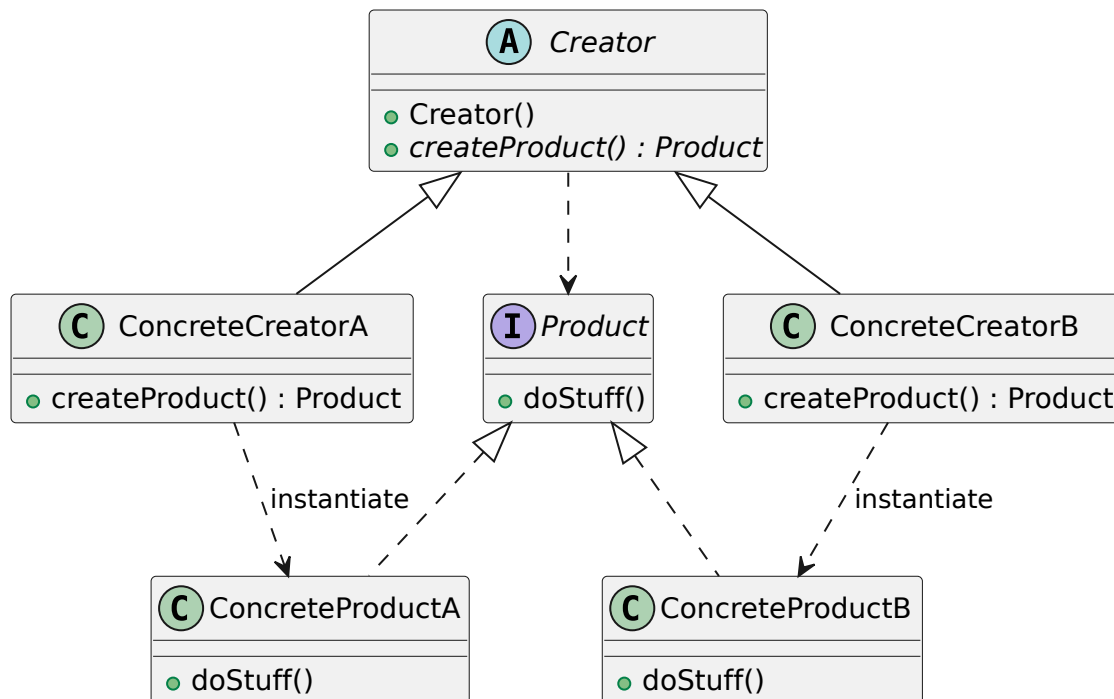 A Creator
Creator()
createProduct() : Product
C ConcreteCreatorA
createProduct() : Product
I Product
doStuff()
C ConcreteCreatorB
createProduct() : Product
instantiate
instantiate
C ConcreteProductA
doStuff()
C ConcreteProductB
doStuff()